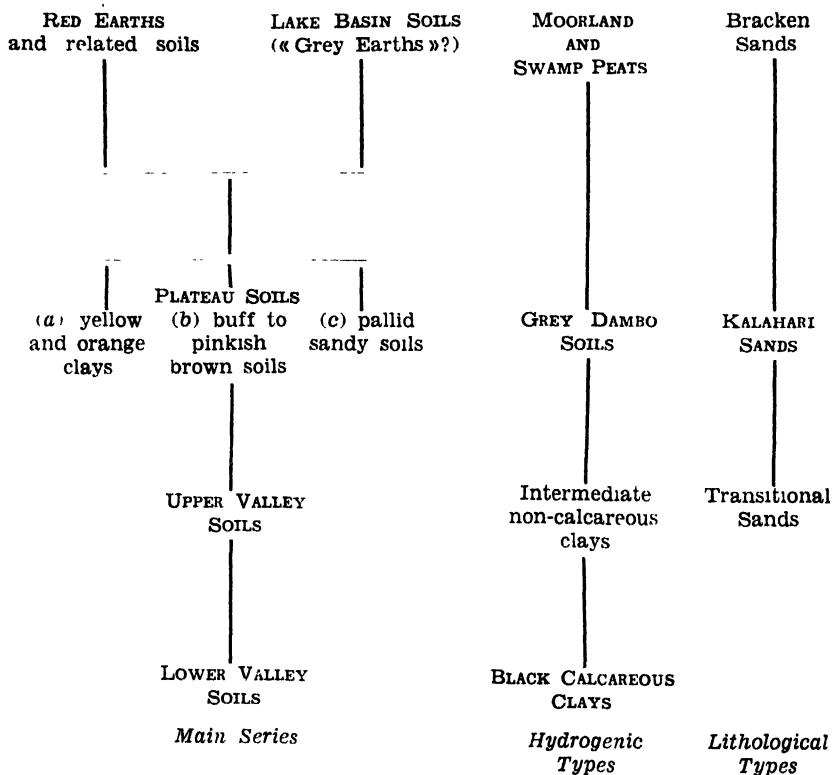 RED EARTHS
and related soils
LAKE BASIN SOILS
(« Grey Earths »?)
MOORLAND
AND
SWAMP PEATS
Bracken
Sands
PLATEAU SOILS
(a) yellow
and orange
clays
(b) buff to
pinkish
brown soils
(c) pallid
sandy soils
GREY DAMBO
SOILS
KALAHARI
SANDS
UPPER VALLEY
SOILS
Intermediate
non-calcareous
clays
Transitional
Sands
LOWER VALLEY
SOILS
BLACK CALCAREOUS
CLAYS
Main Series
Hydrogenic
Types
Lithological
Types